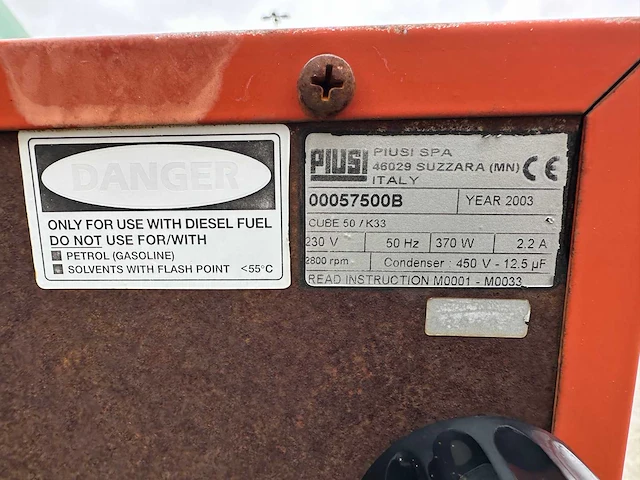 DANGER
ONLY FOR USE WITH DIESEL FUEL
DO NOT USE FOR/WITH
PETROL (GASOLINE)
SOLVENTS WITH FLASH POINT <55°C
PIUSI
PIUSI SPA
46029 SUZZARA (MN)
ITALY
CE
00057500B YEAR 2003
CUBE 50 / K33
230 V 50 Hz 370 W 2.2 A
2800 rpm Condenser : 450 V - 12.5 µF
READ INSTRUCTION M0001 - M0033